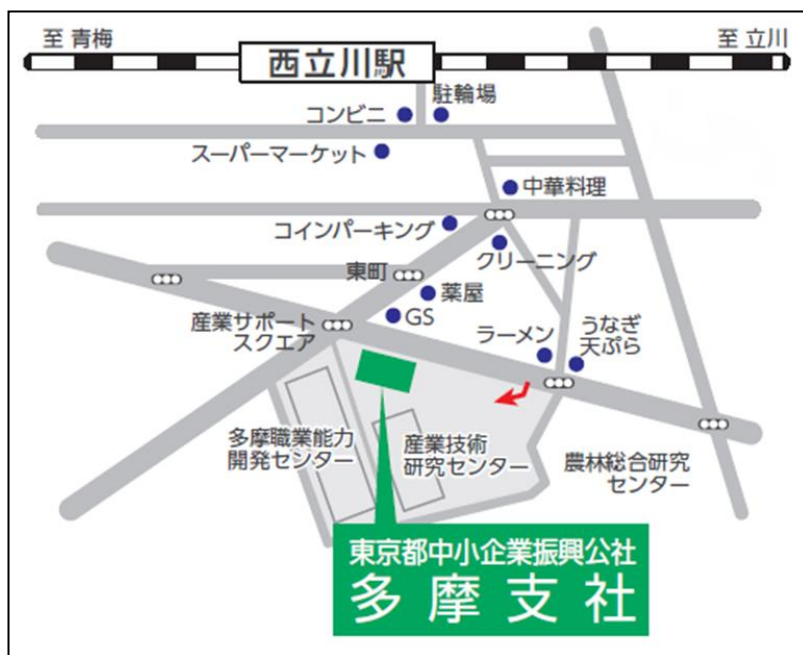 至 青梅
至 立川
西立川駅
コンビニ
駐輪場
スーパーマーケット
中華料理
コインパーキング
クリーニング
東町
薬屋
産業サポート
スクエア
GS
ラーメン
うなぎ
天ぷら
多摩職業能力
開発センター
産業技術
研究センター
農林総合研究
センター
東京都中小企業振興公社
多摩支社